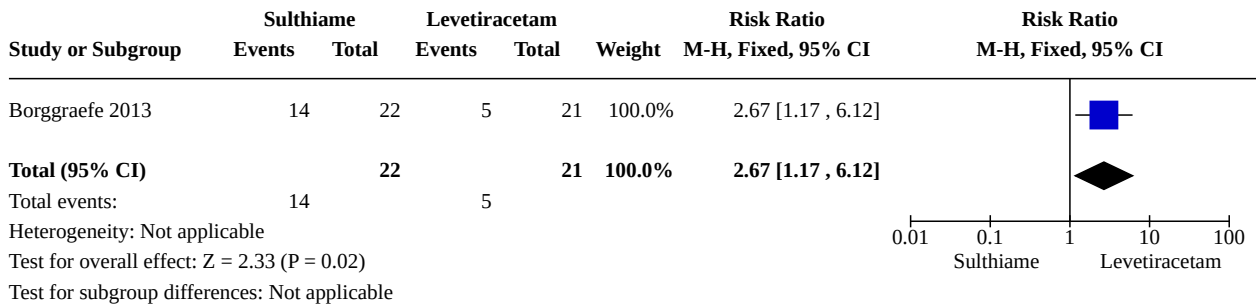 Sulthiame Levetiracetam Risk Ratio Risk Ratio
Study or Subgroup Events Total Events Total Weight M-H, Fixed, 95% CI M-H, Fixed, 95% CI
Borggraefe 2013 14 22 5 21 100.0% 2.67 [1.17 , 6.12]
Total (95% CI) 22 21 100.0% 2.67 [1.17 , 6.12]
Total events: 14 5
Heterogeneity: Not applicable
0.01 0.1 1 10 100
Test for overall effect: Z = 2.33 (P = 0.02)
Sulthiame Levetiracetam
Test for subgroup differences: Not applicable